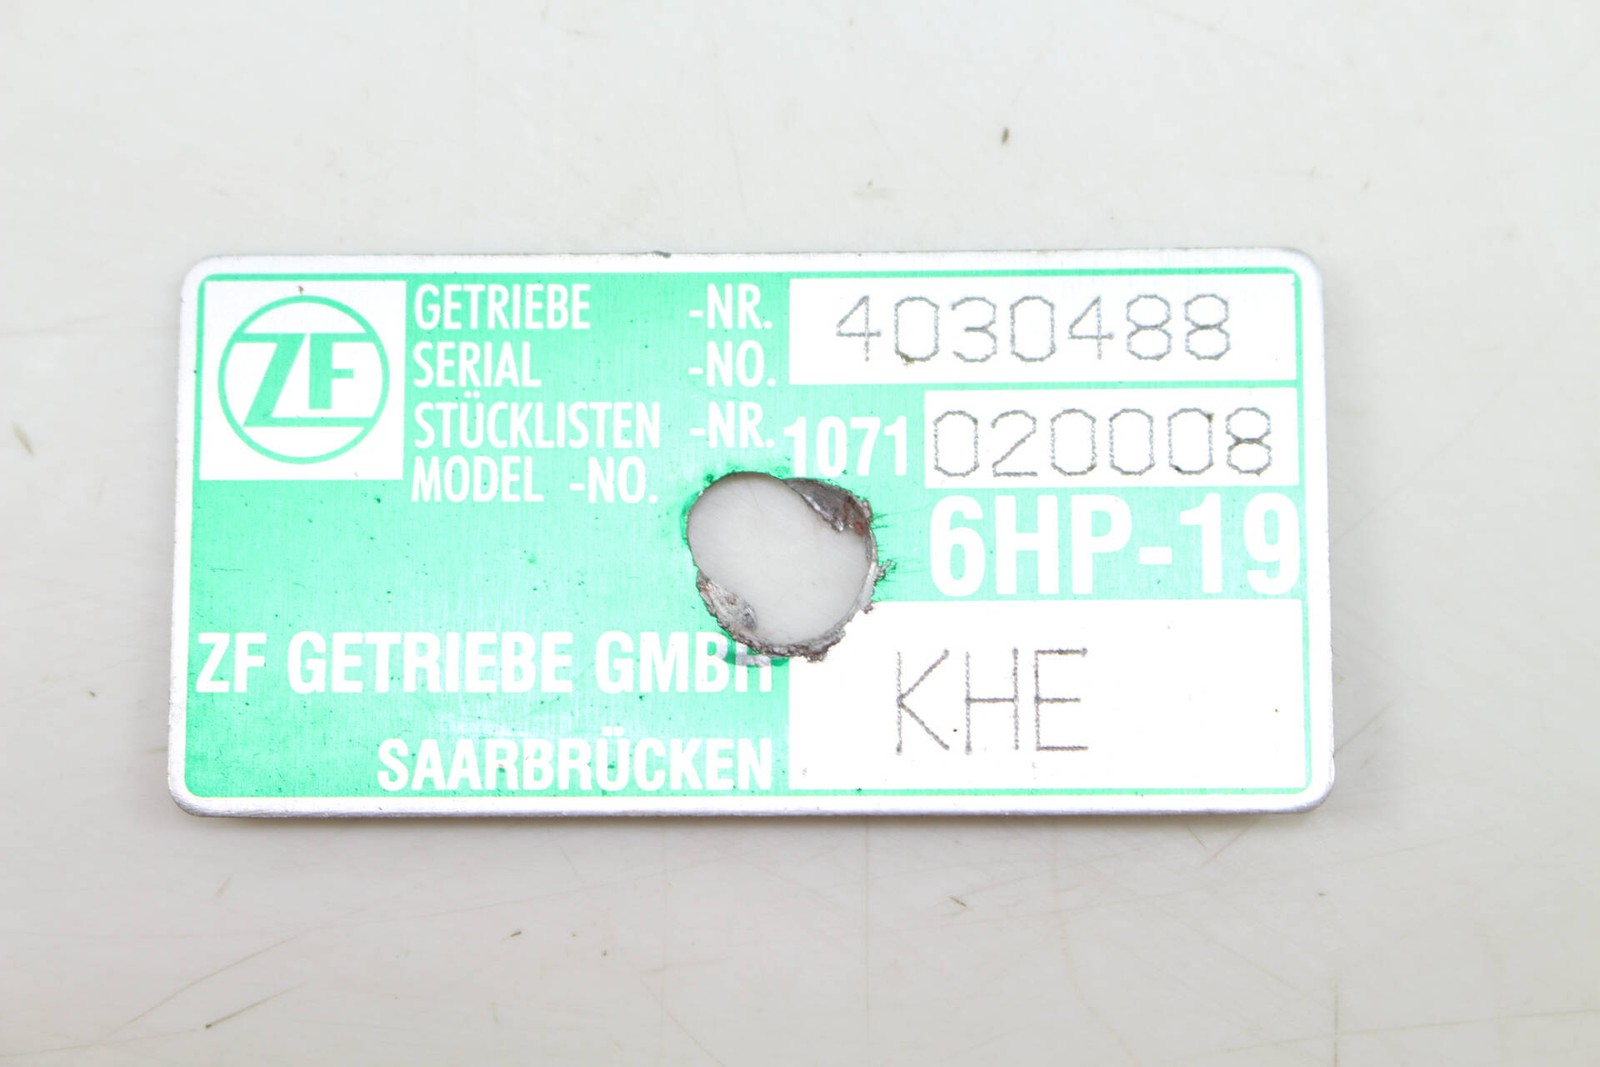 ZF
GETRIEBE -NR. 4030488
SERIAL -NO.
STÜCKLISTEN -NR. 1071 020008
MODEL -NO.
6HP-19
ZF GETRIEBE GMBH
KHE
SAARBRÜCKEN